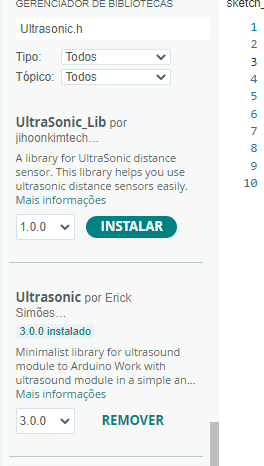 GERENCIADOR DE BIBLIOTECAS
sketch_
Ultrasonic.h
Tipo: Todos
Tópico: Todos
UltraSonic_Lib por
jihoonkimtech...
A library for UltraSonic distance
sensor. This library helps you use
ultrasonic distance sensors easily.
Mais informações
1.0.0 INSTALAR
Ultrasonic por Erick
Simões...
3.0.0 instalado
Minimalist library for ultrasound
module to Arduino Work with
ultrasound module in a simple an...
Mais informações
3.0.0 REMOVER
1
2
3
4
5
6
7
8
9
10